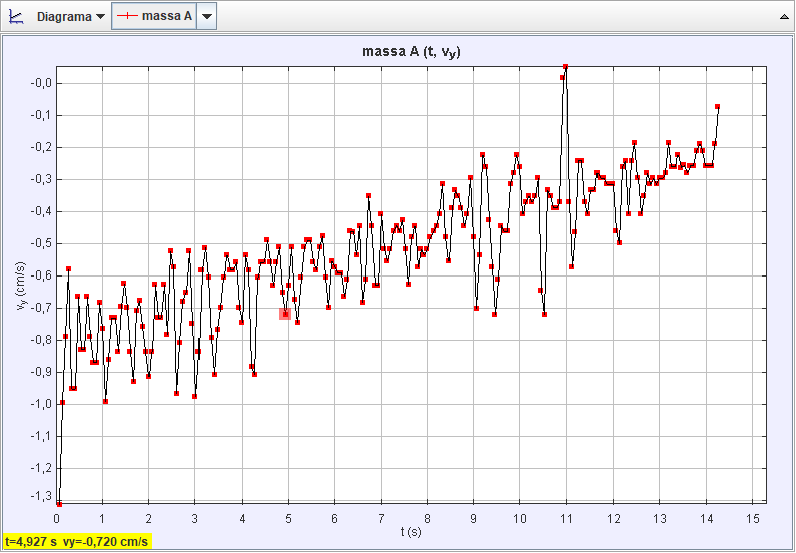 Diagrama massa A
massa A (t, vy)
-0,0
-0,1
-0,2
-0,3
-0,4
-0,5
-0,6
-0,7
-0,8
-0,9
-1,0
-1,1
-1,2
-1,3
vy (cm/s)
0 1 2 3 4 5 6 7 8 9 10 11 12 13 14 15
t (s)
t=4,927 s vy=-0,720 cm/s